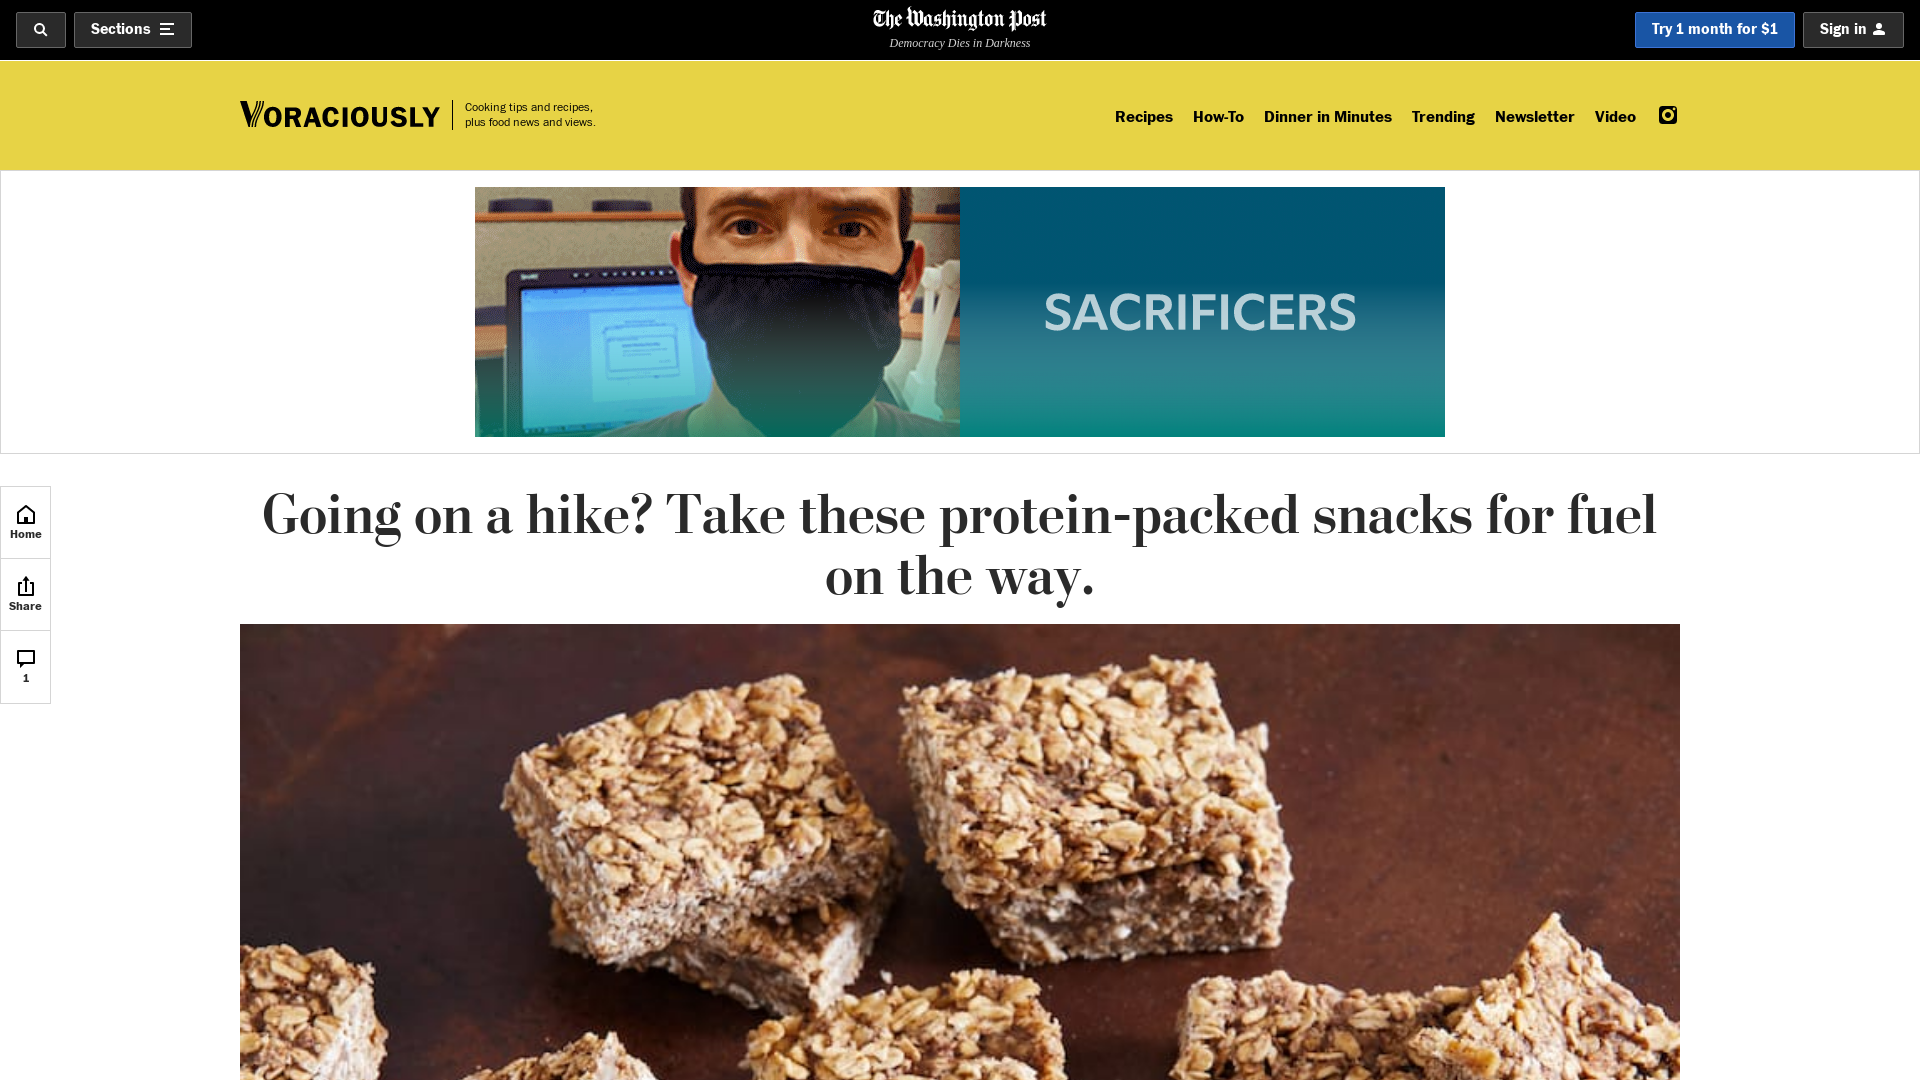 Sections
The Washington Post
Democracy Dies in Darkness
Try 1 month for $1
Sign in
VORACIOUSLY
Cooking tips and recipes,
plus food news and views.
Recipes
How-To
Dinner in Minutes
Trending
Newsletter
Video
SACRIFICERS
Home
Share
1
Going on a hike? Take these protein-packed snacks for fuel
on the way.